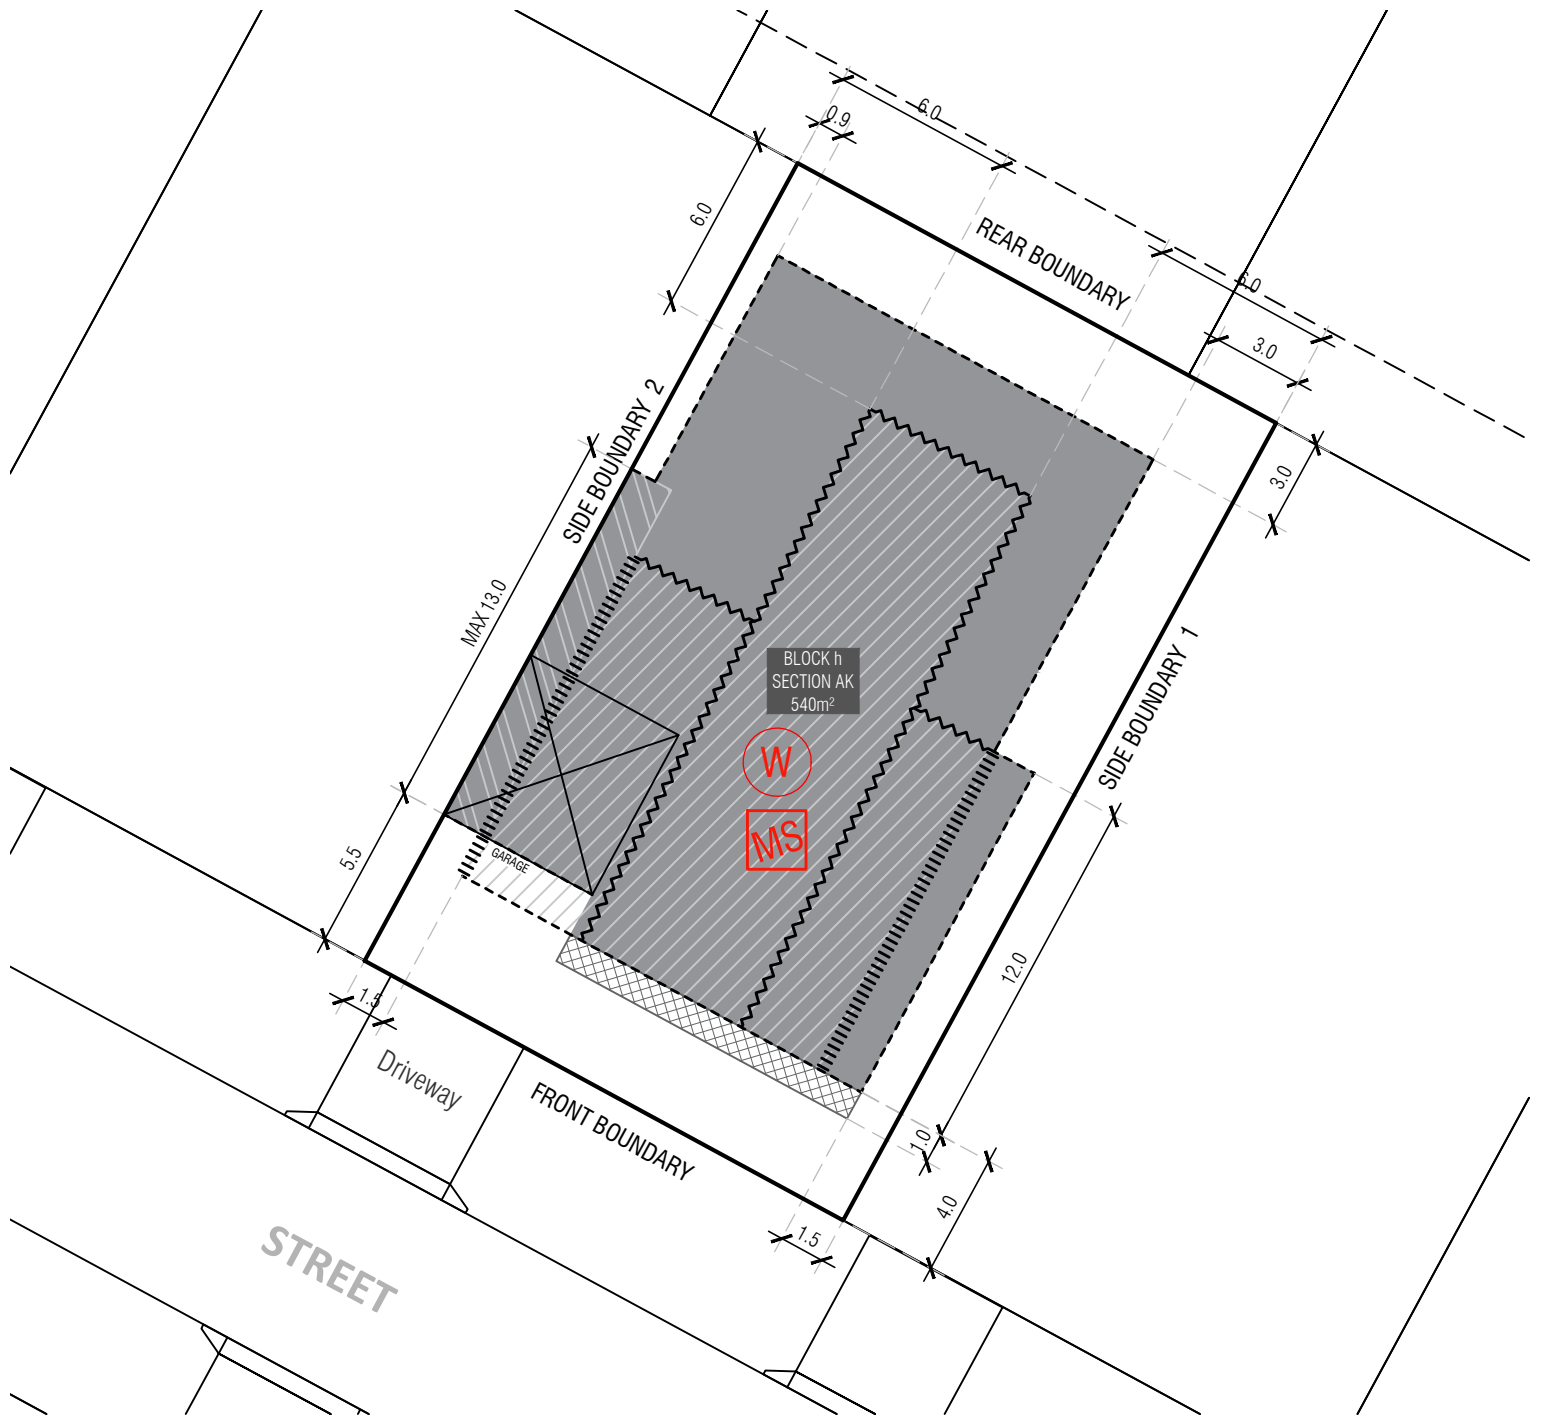 6.0
0.9
6.0
REAR BOUNDARY
6.0
3.0
SIDE BOUNDARY 2
3.0
MAX 13.0
BLOCK h
SECTION AK
540m²
SIDE BOUNDARY 1
W
MS
GARAGE
5.5
12.0
1.5
Driveway
FRONT BOUNDARY
1.0
4.0
1.5
STREET